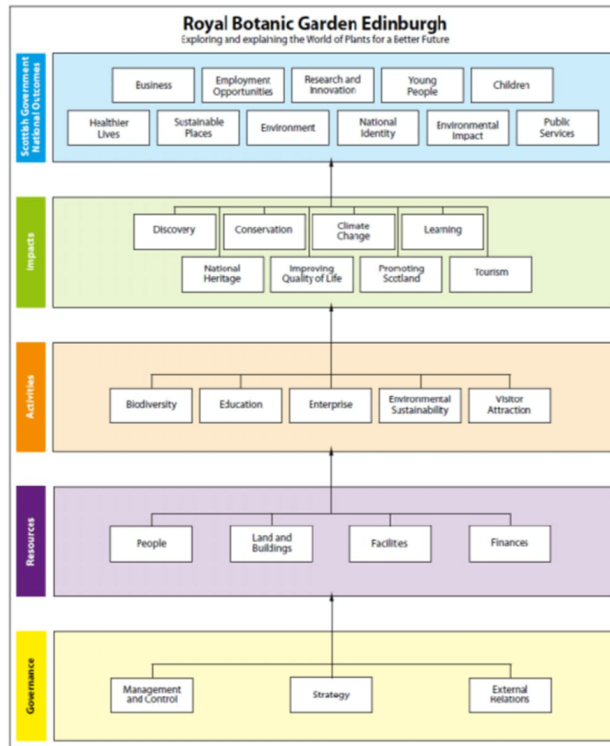 Royal Botanic Garden Edinburgh
Exploring and explaining the World of Plants for a Better Future
Scottish Government
National Outcomes
Business
Employment
Opportunities
Research and
Innovation
Young
People
Children
Healthier
Lives
Sustainable
Places
Environment
National
Identity
Environmental
Impact
Public
Services
Impacts
Discovery
Conservation
Climate
Change
Learning
National
Heritage
Improving
Quality of Life
Promoting
Scotland
Tourism
Activities
Biodiversity
Education
Enterprise
Environmental
Sustainability
Visitor
Attraction
Resources
People
Land and
Buildings
Facilities
Finances
Governance
Management
and Control
Strategy
External
Relations